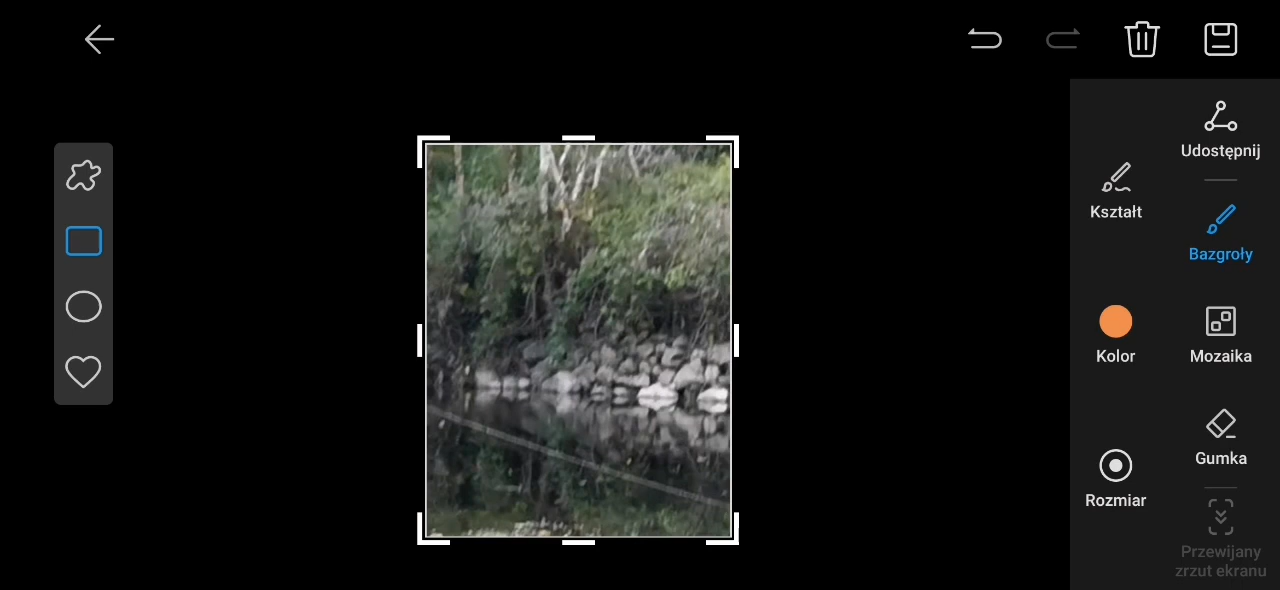 Udostępnij
Kształt
Bazgroły
Kolor
Mozaika
Gumka
Rozmiar
Przewijany
zrzut ekranu